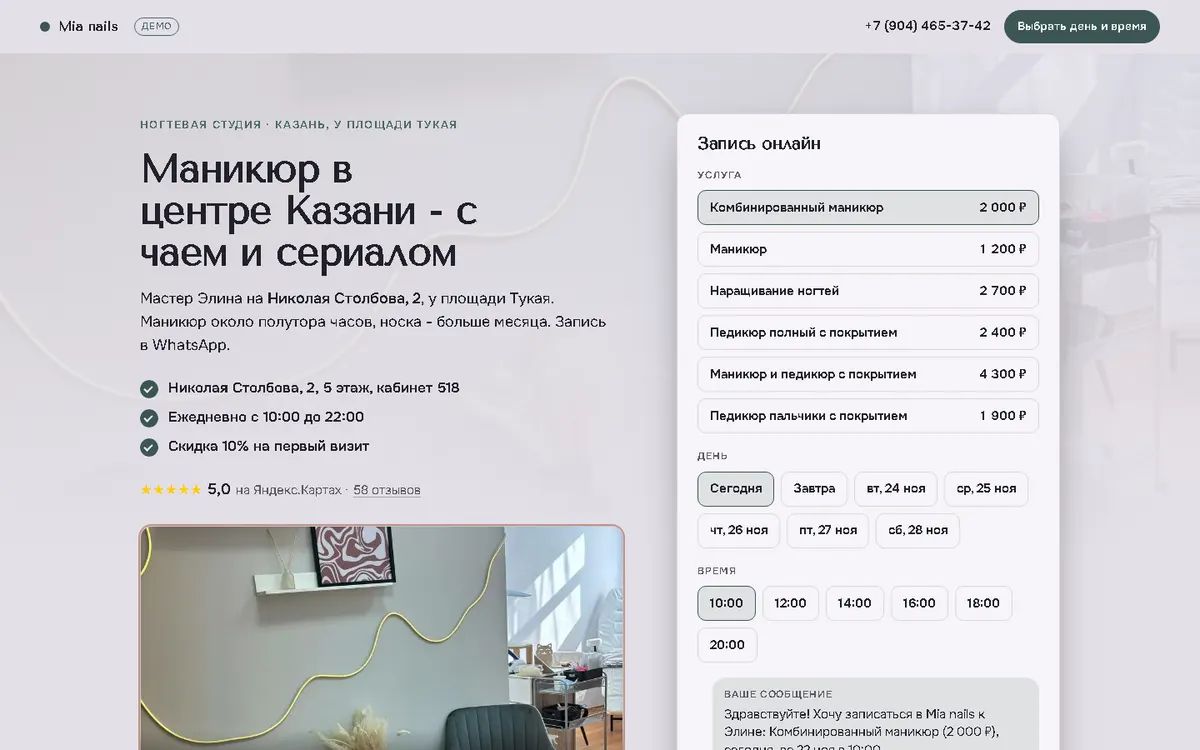 Mia nails ДЕМО
+7 (904) 465-37-42
Выбрать день и время
НОГТЕВАЯ СТУДИЯ · КАЗАНЬ, У ПЛОЩАДИ ТУКАЯ
Маникюр в
центре Казани - с
чаем и сериалом
Мастер Элина на Николая Столбова, 2, у площади Тукая.
Маникюр около полутора часов, носка - больше месяца. Запись
в WhatsApp.
Николая Столбова, 2, 5 этаж, кабинет 518
Ежедневно с 10:00 до 22:00
Скидка 10% на первый визит
★★★★★ 5,0 на Яндекс.Картах · 58 отзывов
Запись онлайн
УСЛУГА
Комбинированный маникюр 2 000 ₽
Маникюр 1 200 ₽
Наращивание ногтей 2 700 ₽
Педикюр полный с покрытием 2 400 ₽
Маникюр и педикюр с покрытием 4 300 ₽
Педикюр пальчики с покрытием 1 900 ₽
ДЕНЬ
Сегодня Завтра вт, 24 ноя ср, 25 ноя
чт, 26 ноя пт, 27 ноя сб, 28 ноя
ВРЕМЯ
10:00 12:00 14:00 16:00 18:00
20:00
ВАШЕ СООБЩЕНИЕ
Здравствуйте! Хочу записаться в Mia nails к
Элине: Комбинированный маникюр (2 000 ₽),
сегодня, вс 22 ноя в 10:00